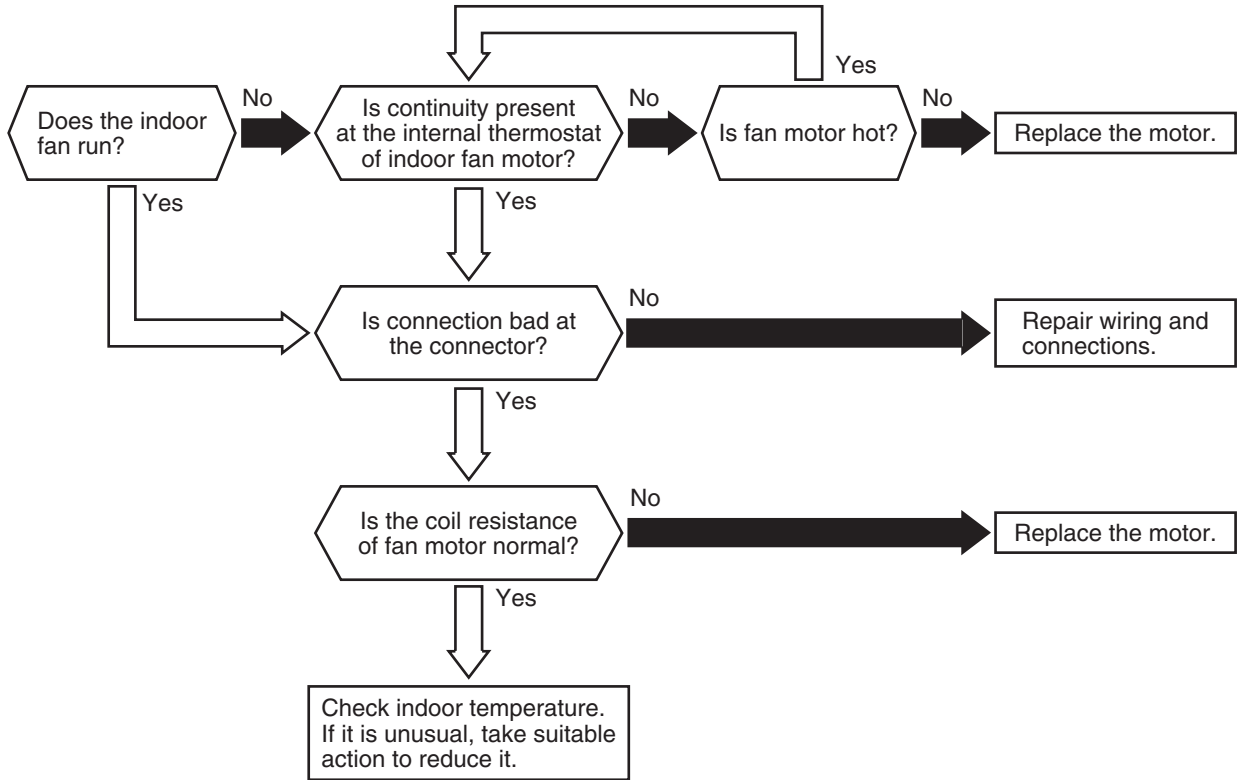 Yes
Does the indoor
fan run?
No
Is continuity present
at the internal thermostat
of indoor fan motor?
No
Is fan motor hot?
No
Replace the motor.
Yes
Yes
Is connection bad at
the connector?
No
Repair wiring and
connections.
Yes
Is the coil resistance
of fan motor normal?
No
Replace the motor.
Yes
Check indoor temperature.
If it is unusual, take suitable
action to reduce it.